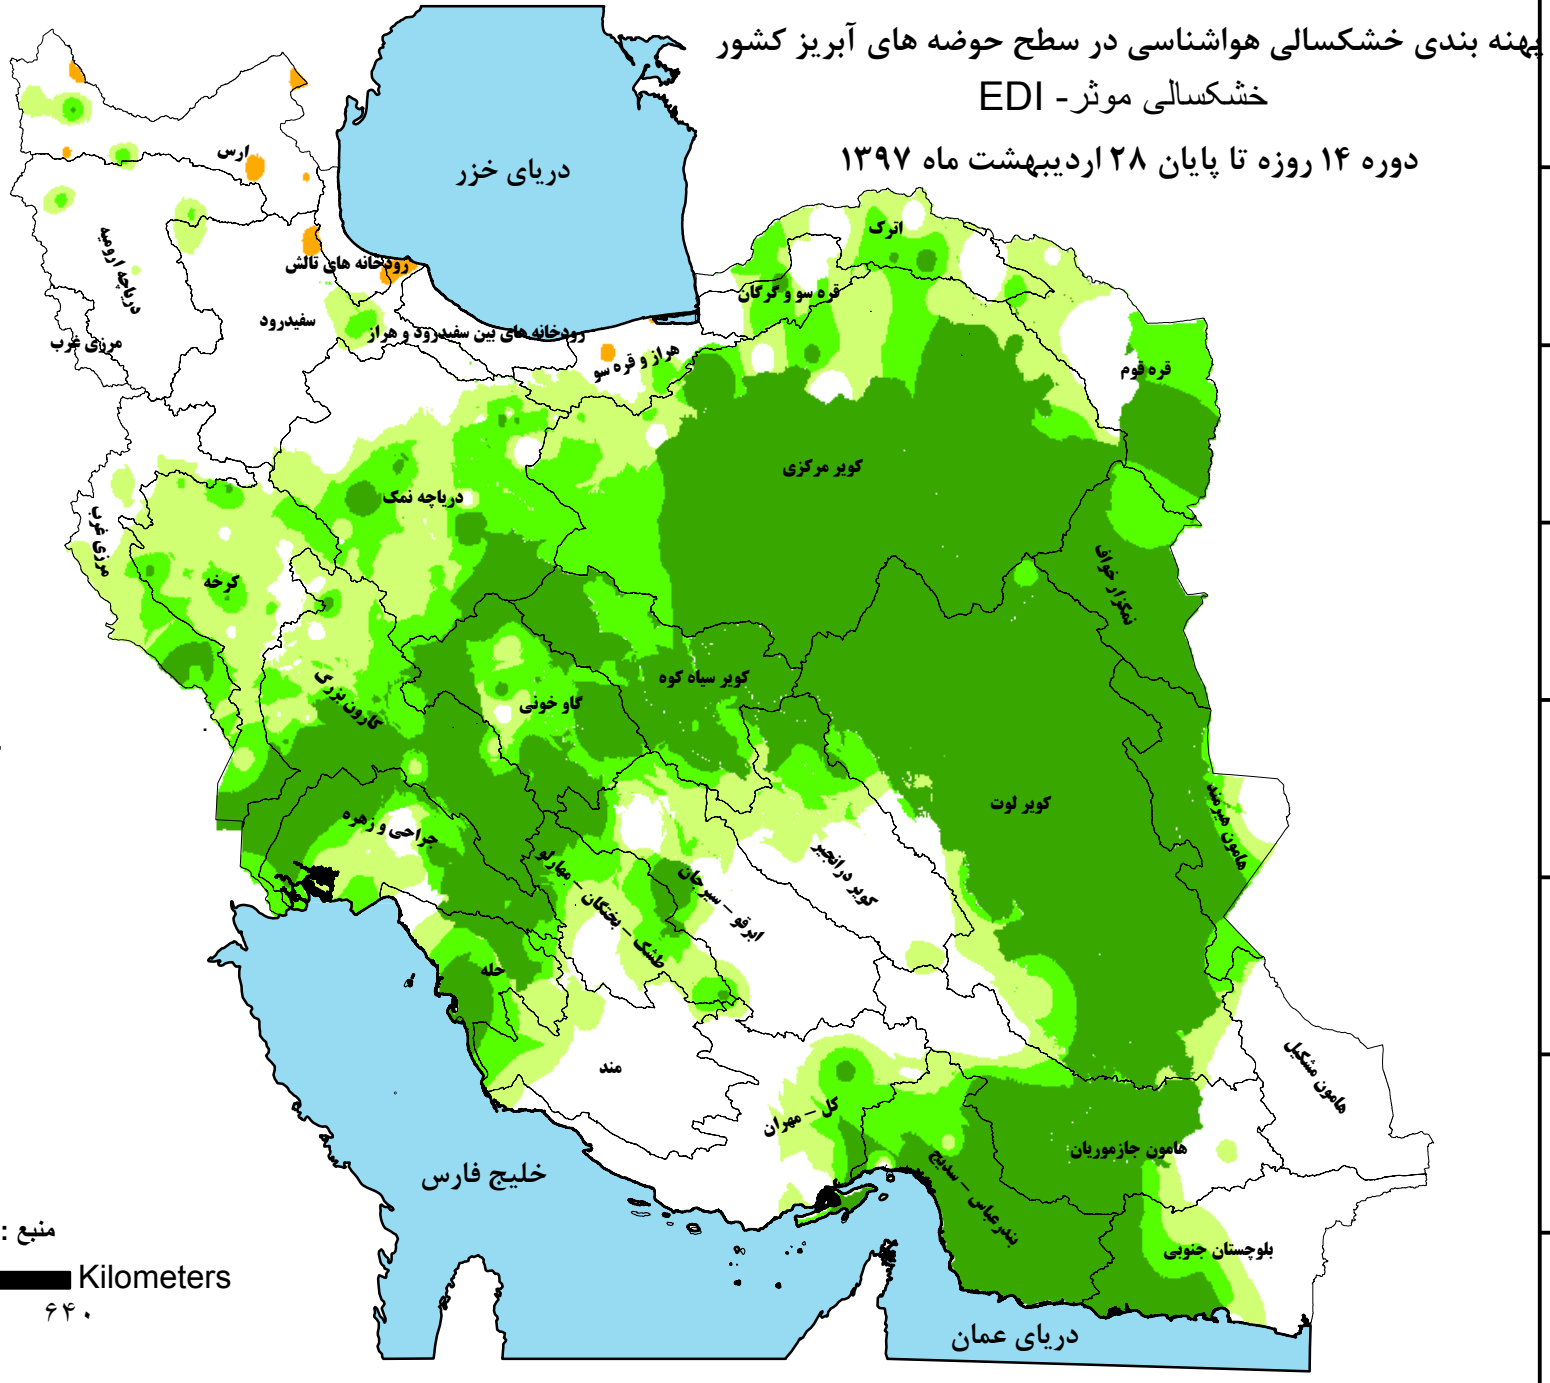 پهنه بندی خشکسالی هواشناسی در سطح حوضه های آبریز کشور
خشکسالی موثر- EDI
دوره ۱۴ روزه تا پایان ۲۸ اردیبهشت ماه ۱۳۹۷
دریای خزر
ارس
اترک
دریاچه ارومیه
رودخانه های تالش
قره سو و گرگان
سفیدرود
رودخانه های بین سفیدرود و هراز
مرزی غرب
هراز و قره سو
قره قوم
کویر مرکزی
دریاچه نمک
مرزی غرب
کرخه
نمکزار خواف
کویر سیاه کوه
کارون بزرگ
گاو خونی
کویر لوت
هامون هیرمند
جراحی و زهره
کویر درانجیر
طشک – بختگان – مهارلو
ابرقو – سیرجان
حله
مند
هامون مشکیل
کل – مهران
هامون جازموریان
خلیج فارس
بندرعباس – سدیج
بلوچستان جنوبی
منبع :
Kilometers
۶۴۰
دریای عمان